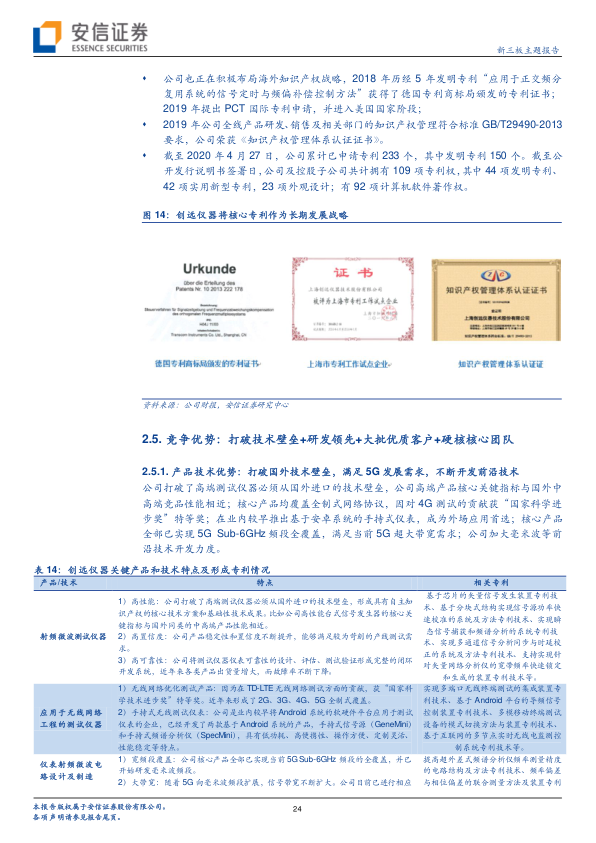 安信证券
ESSENCE SECURITIES
新三板主题报告
公司也正在积极布局海外知识产权战略，2018 年历经 5 年发明专利“应用于正交频分
复用系统的信号定时与频偏补偿控制方法”获得了德国专利商标局颁发的专利证书；
2019 年提出 PCT 国际专利申请，并进入美国国家阶段；
2019 年公司全线产品研发、销售及相关部门的知识产权管理符合标准 GB/T29490-2013
要求，公司荣获《知识产权管理体系认证证书》。
截至 2020 年 4 月 27 日，公司累计已申请专利 233 个，其中发明专利 150 个。截至公
开发行说明书签署日，公司及控股子公司共计拥有 109 项专利权，其中 44 项发明专利、
42 项实用新型专利，23 项外观设计；有 92 项计算机软件著作权。
图 14：创远仪器将核心专利作为长期发展战略
Urkunde
über die Erteilung des
Patents Nr. 10 2013 222 178
证书
上海创远仪器技术股份有限公司
被评为上海市专利工作试点企业
知识产权管理体系认证证书
上海创远仪器技术股份有限公司
德国专利商标局颁发的专利证书
上海市专利工作试点企业
知识产权管理体系认证证
资料来源：公司财报，安信证券研究中心
2.5. 竞争优势：打破技术壁垒+研发领先+大批优质客户+硬核核心团队
2.5.1. 产品技术优势：打破国外技术壁垒，满足 5G 发展需求，不断开发前沿技术
公司打破了高端测试仪器必须从国外进口的技术壁垒，公司高端产品核心关键指标与国外中
高端竞品性能相近；核心产品均覆盖全制式网络协议，因对 4G 测试的贡献获“国家科学进
步奖”特等奖；在业内较早推出基于安卓系统的手持式仪表，成为外场应用首选；核心产品
全部已实现 5G Sub-6GHz 频段全覆盖，满足当前 5G 超大带宽需求；公司加大毫米波等前
沿技术开发力度。
表 14：创远仪器关键产品和技术特点及形成专利情况
产品/技术 特点 相关专利
射频微波测试仪器
1）高性能：公司打破了高端测试仪器必须从国外进口的技术壁垒，形成具有自主知
识产权的核心技术方案和基础性技术成果。比如公司高性能台式信号发生器的核心关
键指标与国外同类的中高端产品性能相近。
2）高置信度：公司产品稳定性和置信度不断提升，能够满足较为苛刻的产线测试需
求。
3）高可靠性：公司将测试仪器仪表可靠性的设计、评估、测试验证形成完整的闭环
开发系统，近年来各类产品出货量增大，而故障率不断下降。
基于芯片的矢量信号发生装置专利技
术、基于分块式结构实现信号源功率快
速校准的系统及方法专利技术、实现瞬
态信号捕获和频谱分析的系统专利技
术、实现多通道信号分析同步与时延校
正的系统及方法专利技术、支持实现针
对矢量网络分析仪的宽带频率快速锁定
和生成的装置专利技术等。
应用于无线网络
工程的测试仪器
1）无线网络优化测试产品：因为在 TD-LTE 无线网络测试方面的贡献，获“国家科
学技术进步奖”特等奖。近年来形成了 2G、3G、4G、5G 全制式覆盖。
2）手持式无线测试仪表：公司是业内较早将 Android 系统的软硬件平台应用于测试
仪表的企业，已经开发了两款基于 Android 系统的产品，手持式信号源（GeneMini）
和手持式频谱分析仪（SpecMini），具有低功耗、高便携性、操作方便、定制灵活、
性能稳定等特点。
实现多端口无线终端测试的集成装置专
利技术、基于 Android 平台的导频信号
控制装置专利技术、多模移动终端测试
设备的模式切换方法与装置专利技术、
基于互联网的多节点实时无线电监测控
制系统专利技术等。
仪表射频微波电
路设计及制造
1）宽频段覆盖：公司核心产品全部已实现当前 5G Sub-6GHz 频段的全覆盖，并已
开始研发毫米波频段。
2）大带宽：随着 5G 向毫米波频段扩展，信号带宽不断扩大。公司目前已进行相应
提高超外差式频谱分析仪频率测量精度
的电路结构及方法专利技术、频率偏差
与相位偏差的联合测量方法及装置专利
本报告版权属于安信证券股份有限公司。
24
各项声明请参见报告尾页。